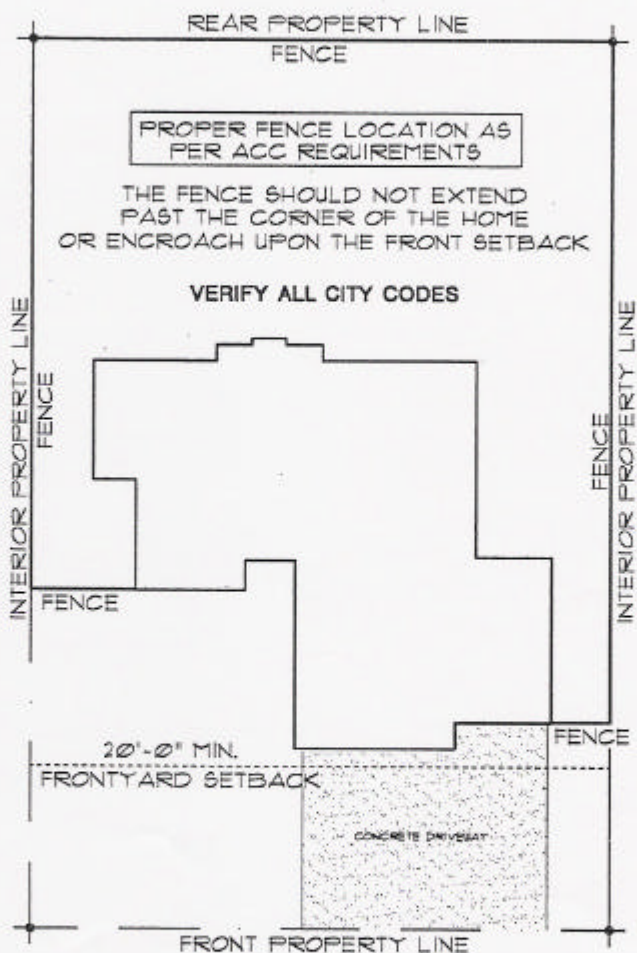 REAR PROPERTY LINE
FENCE
PROPER FENCE LOCATION AS
PER ACC REQUIREMENTS
THE FENCE SHOULD NOT EXTEND
PAST THE CORNER OF THE HOME
OR ENCROACH UPON THE FRONT SETBACK
VERIFY ALL CITY CODES
INTERIOR PROPERTY LINE
FENCE
FENCE
INTERIOR PROPERTY LINE
FENCE
FENCE
20'-0" MIN.
FRONTYARD SETBACK
CONCRETE DRIVEWAY
FRONT PROPERTY LINE